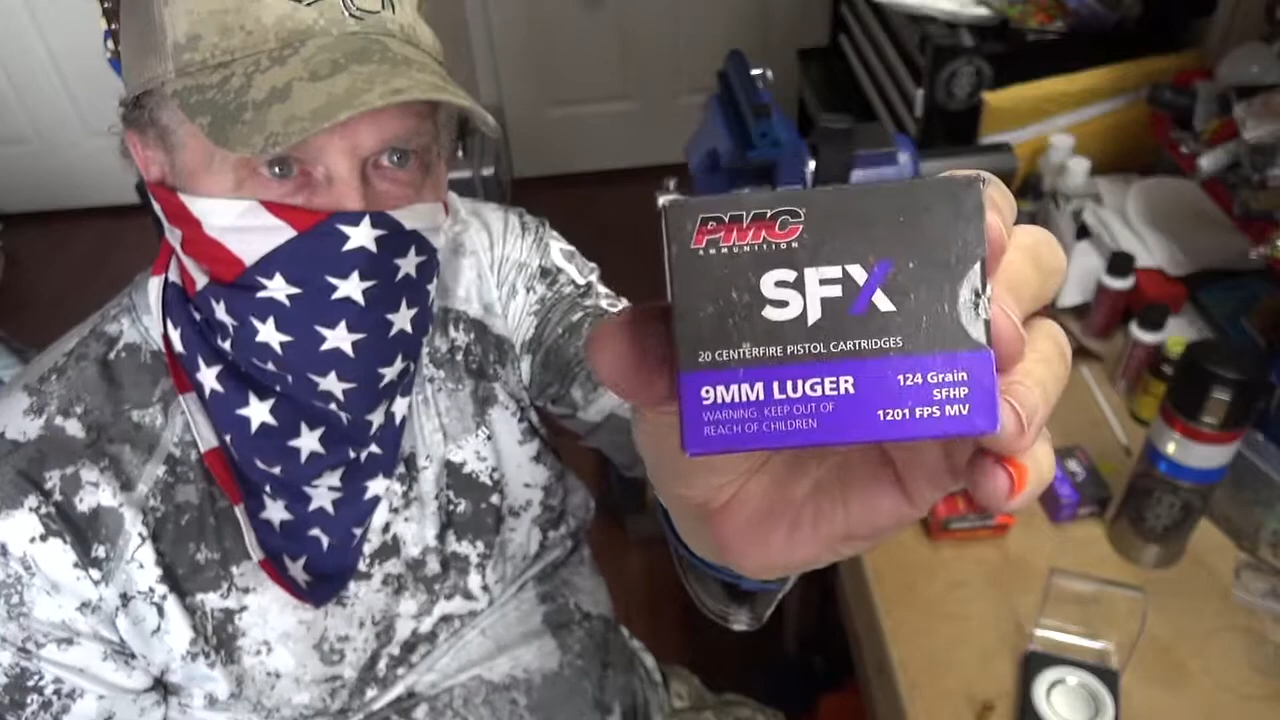 PMC
AMMUNITION
SFX
20 CENTERFIRE PISTOL CARTRIDGES
9MM LUGER
WARNING. KEEP OUT OF
REACH OF CHILDREN
124 Grain
SFHP
1201 FPS MV